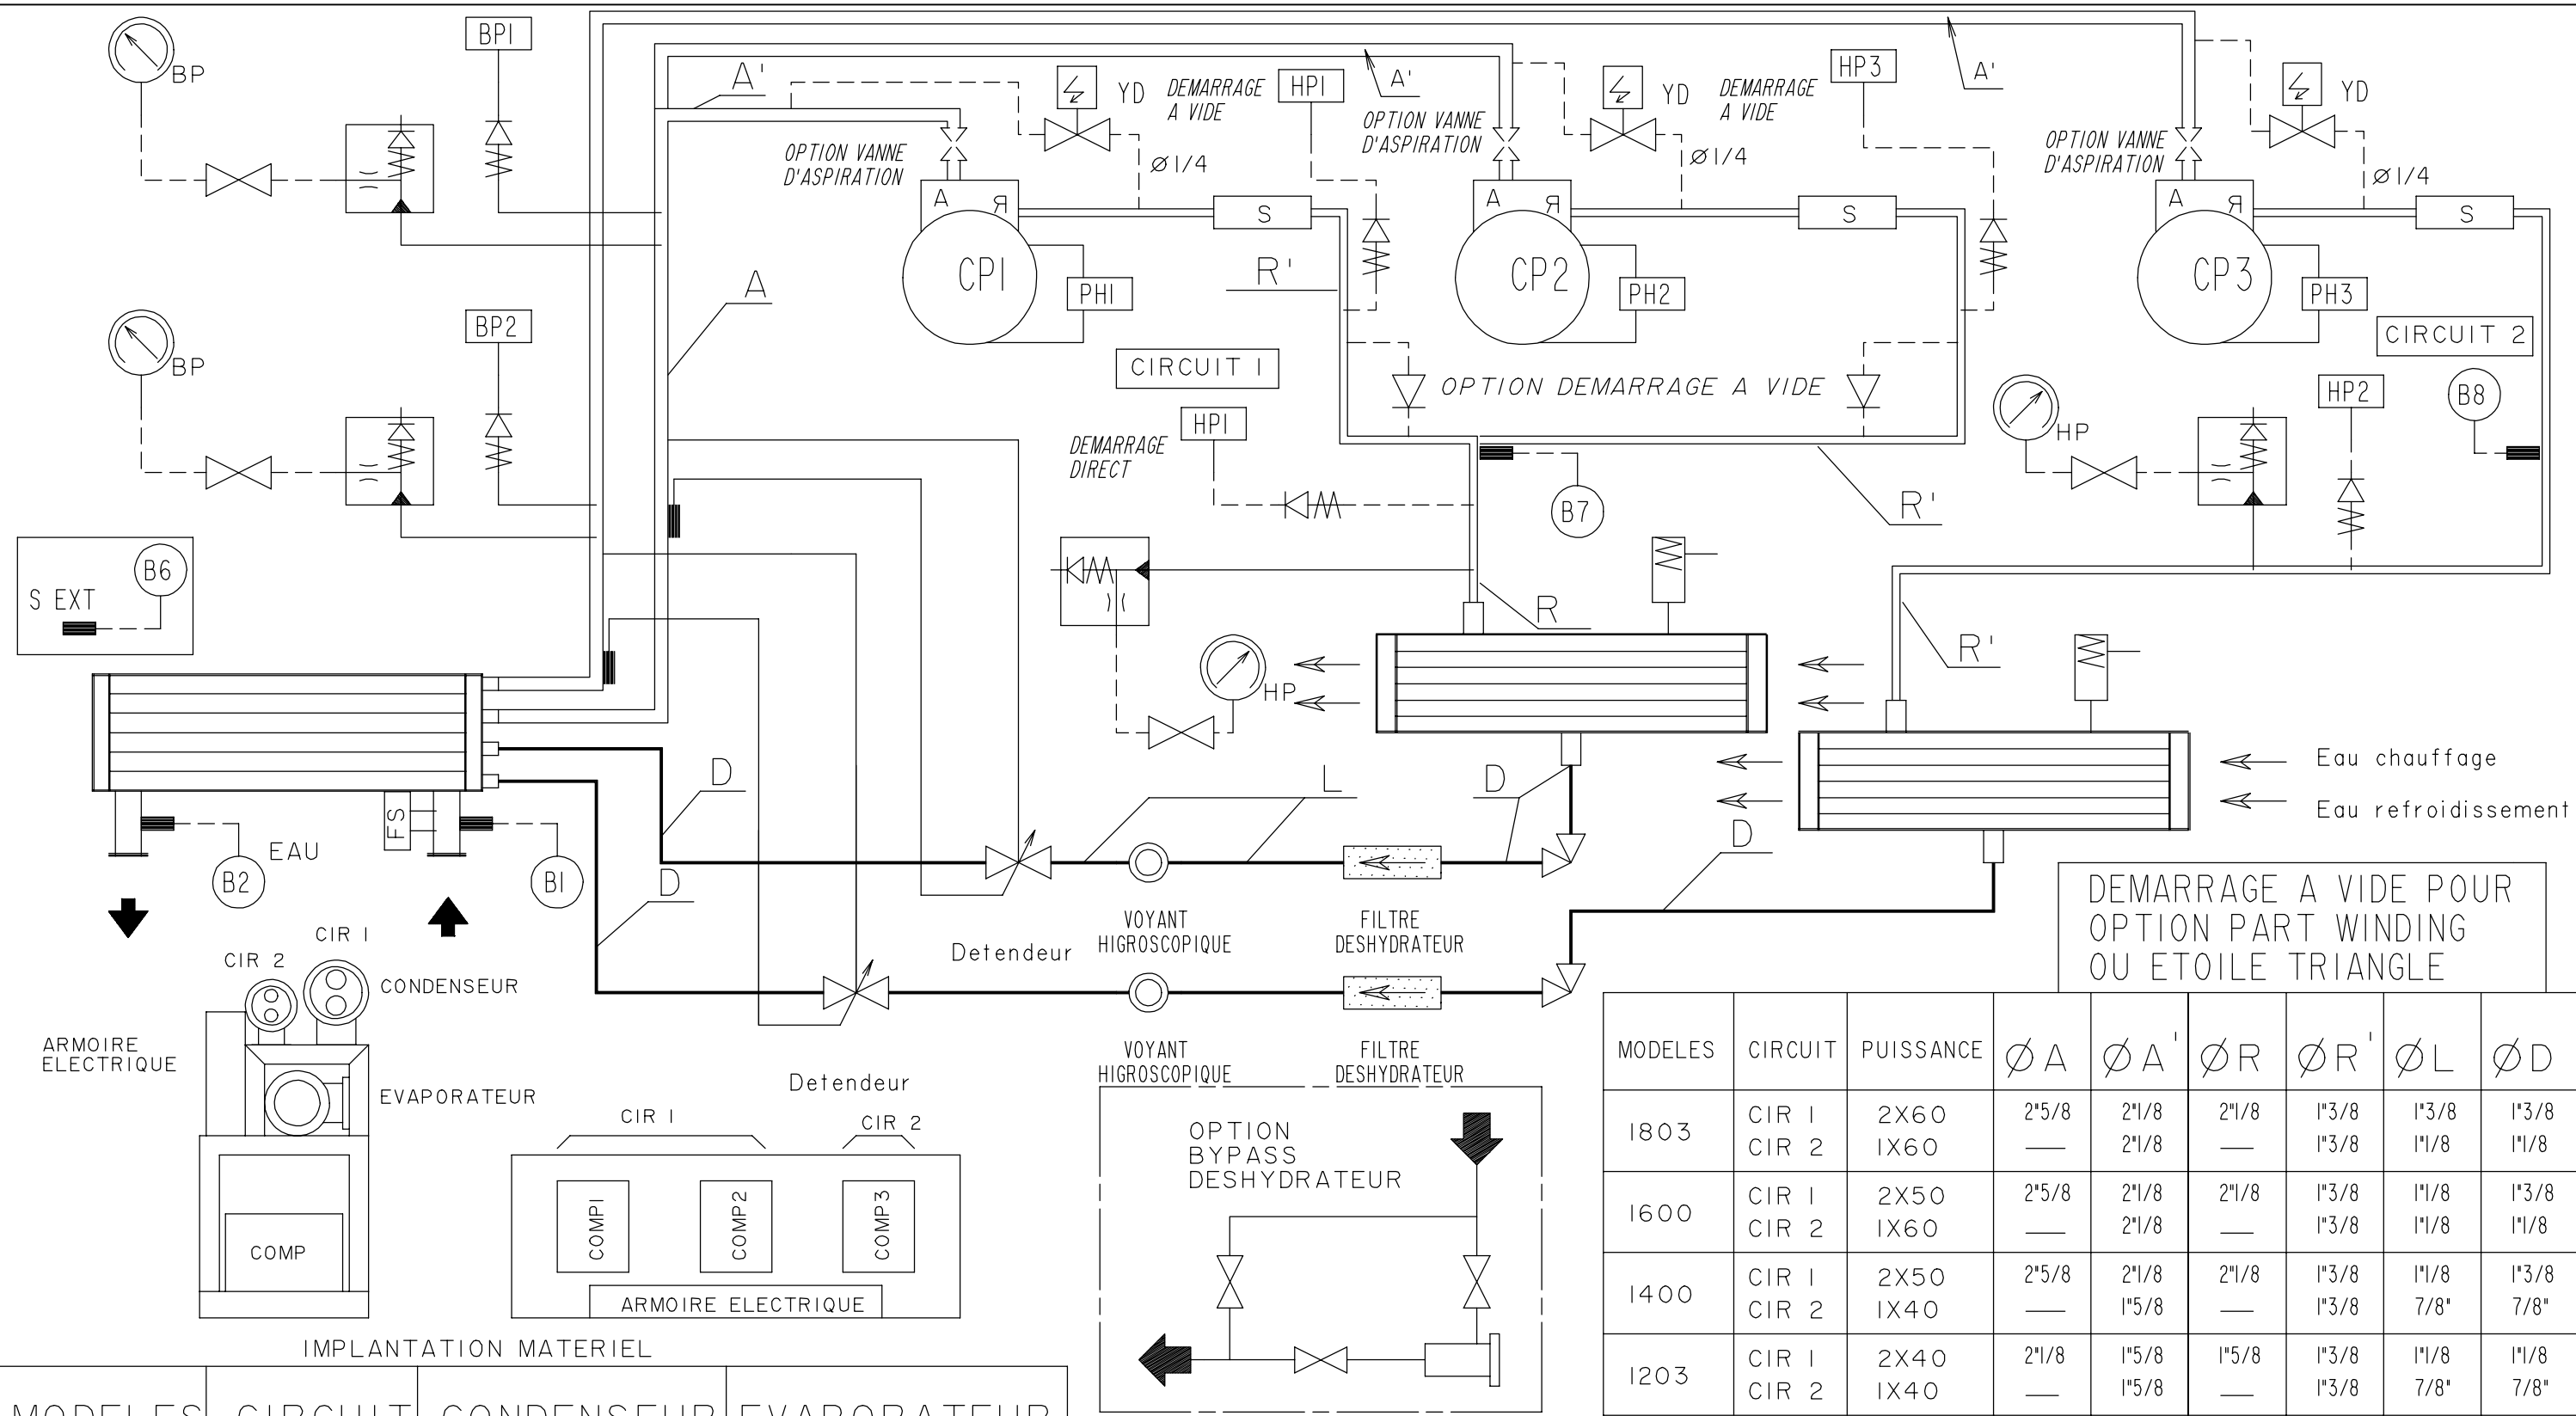 BP
BP1
A'
YD
DEMARRAGE
A VIDE
HP1
A'
OPTION VANNE
D'ASPIRATION
YD
DEMARRAGE
A VIDE
HP3
A'
YD
OPTION VANNE
D'ASPIRATION
Ø1/4
Ø1/4
OPTION VANNE
D'ASPIRATION
Ø1/4
A
R
S
A
R
S
A
R
S
CP1
PH1
R'
CP2
PH2
CP3
PH3
A
BP
BP2
CIRCUIT 1
CIRCUIT 2
OPTION DEMARRAGE A VIDE
HP1
DEMARRAGE
DIRECT
B7
R'
HP
HP2
B8
B6
S EXT
R
R'
HP
D
L
D
Eau chauffage
Eau refroidissement
FS
EAU
B2
B1
D
D
VOYANT
HIGROSCOPIQUE
FILTRE
DESHYDRATEUR
Detendeur
DEMARRAGE A VIDE POUR
OPTION PART WINDING
OU ETOILE TRIANGLE
CIR 1
CIR 2
CONDENSEUR
ARMOIRE
ELECTRIQUE
EVAPORATEUR
COMP
VOYANT
HIGROSCOPIQUE
FILTRE
DESHYDRATEUR
Detendeur
CIR 1
CIR 2
COMP1
COMP2
COMP3
ARMOIRE ELECTRIQUE
IMPLANTATION MATERIEL
OPTION
BYPASS
DESHYDRATEUR
MODELES CIRCUIT PUISSANCE ØA ØA' ØR ØR' ØL ØD
1803
CIR 1 2X60 2"5/8 2"1/8 2"1/8 1"3/8 1"3/8 1"3/8
CIR 2 1X60 — 2"1/8 — 1"3/8 1"1/8 1"1/8
1600
CIR 1 2X50 2"5/8 2"1/8 2"1/8 1"3/8 1"1/8 1"3/8
CIR 2 1X60 — 2"1/8 — 1"3/8 1"1/8 1"1/8
1400
CIR 1 2X50 2"5/8 2"1/8 2"1/8 1"3/8 1"1/8 1"3/8
CIR 2 1X40 — 1"5/8 — 1"3/8 7/8" 7/8"
1203
CIR 1 2X40 2"1/8 1"5/8 1"5/8 1"3/8 1"1/8 1"1/8
CIR 2 1X40 — 1"5/8 — 1"3/8 7/8" 7/8"
MODELES CIRCUIT CONDENSEUR EVAPORATEUR